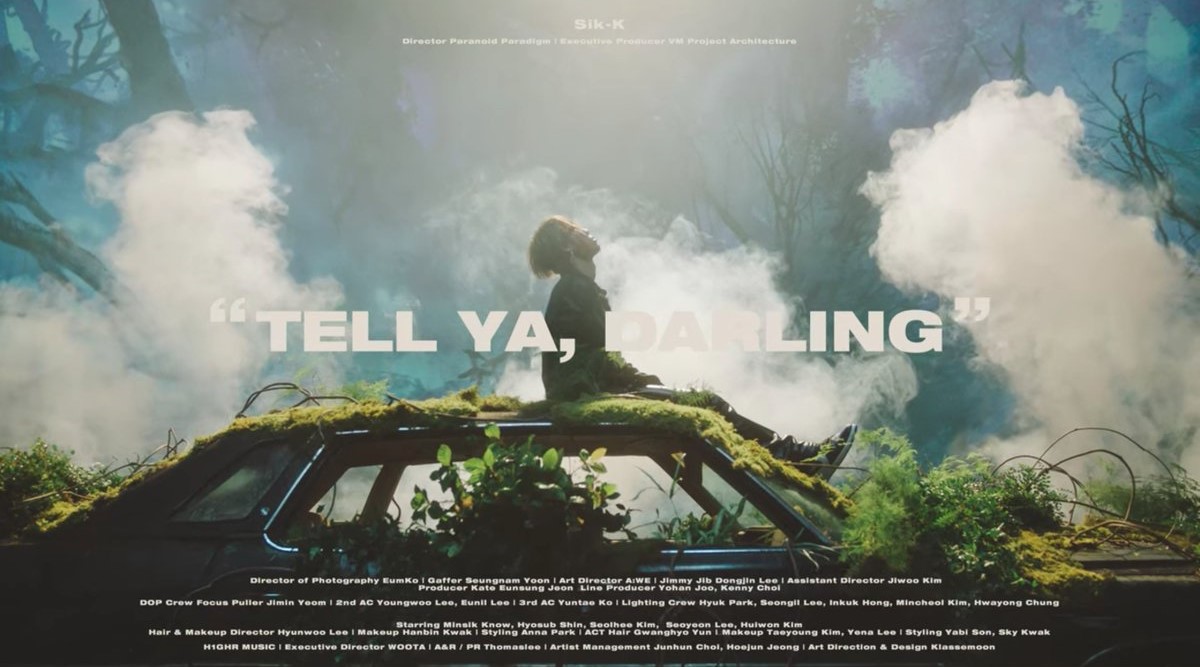 Sik-K
Director Paranoid Paradigm | Executive Producer VM Project Architecture
“TELL YA, DARLING”
Director of Photography EumKo | Gaffer Seungnam Yoon | Art Director A:WE | Jimmy Jib Dongjin Lee | Assistant Director Jiwoo Kim
Producer Kate Eunsung Jeon Line Producer Yohan Joo, Kenny Choi
DOP Crew Focus Puller Jimin Yeom | 2nd AC Youngwoo Lee, Eunil Lee | 3rd AC Yuntae Ko | Lighting Crew Hyuk Park, Seongil Lee, Inkuk Hong, Mincheol Kim, Hwayong Chung
Starring Minsik Know, Hyosub Shin, Seolhee Kim, Seoyeon Lee, Huiwon Kim
Hair & Makeup Director Hyunwoo Lee | Makeup Hanbin Kwak | Styling Anna Park | ACT Hair Gwanghyo Yun | Makeup Taeyoung Kim, Yena Lee | Styling Yabi Son, Sky Kwak
H1GHR MUSIC | Executive Director WOOTA | A&R / PR Thomaslee | Artist Management Junhun Choi, Hoejun Jeong | Art Direction & Design Klassemoon